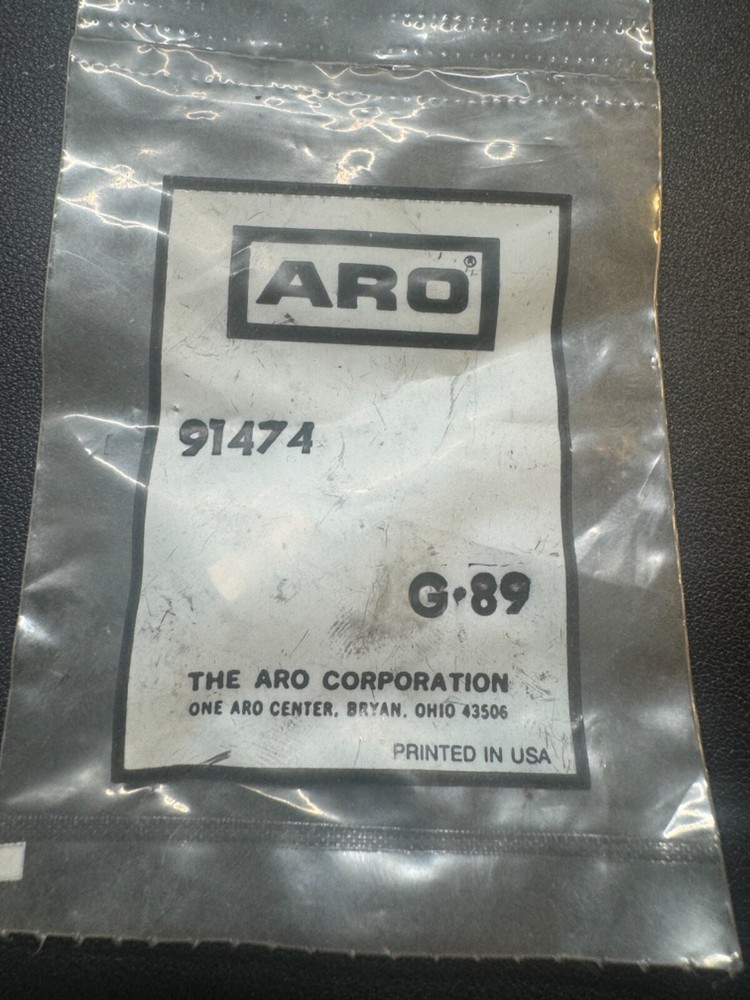 ARO®
91474
G·89
THE ARO CORPORATION
ONE ARO CENTER, BRYAN, OHIO 43506
PRINTED IN USA